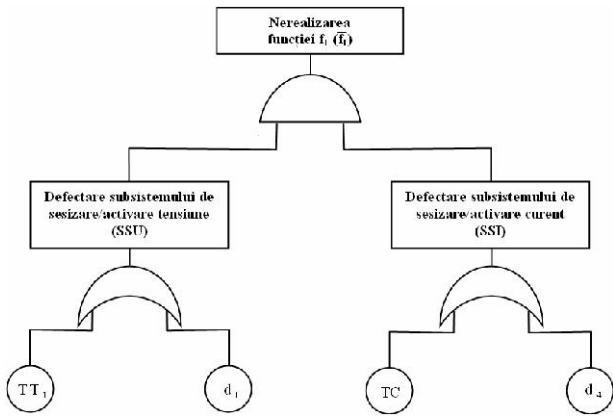 Nerealizarea
funcției f₁ (f̄₁)
Defectare subsistemului de
sesizare/activare tensiune
(SSU)
Defectare subsistemului de
sesizare/activare curent
(SSI)
TT₁
d₁
TC
d₄